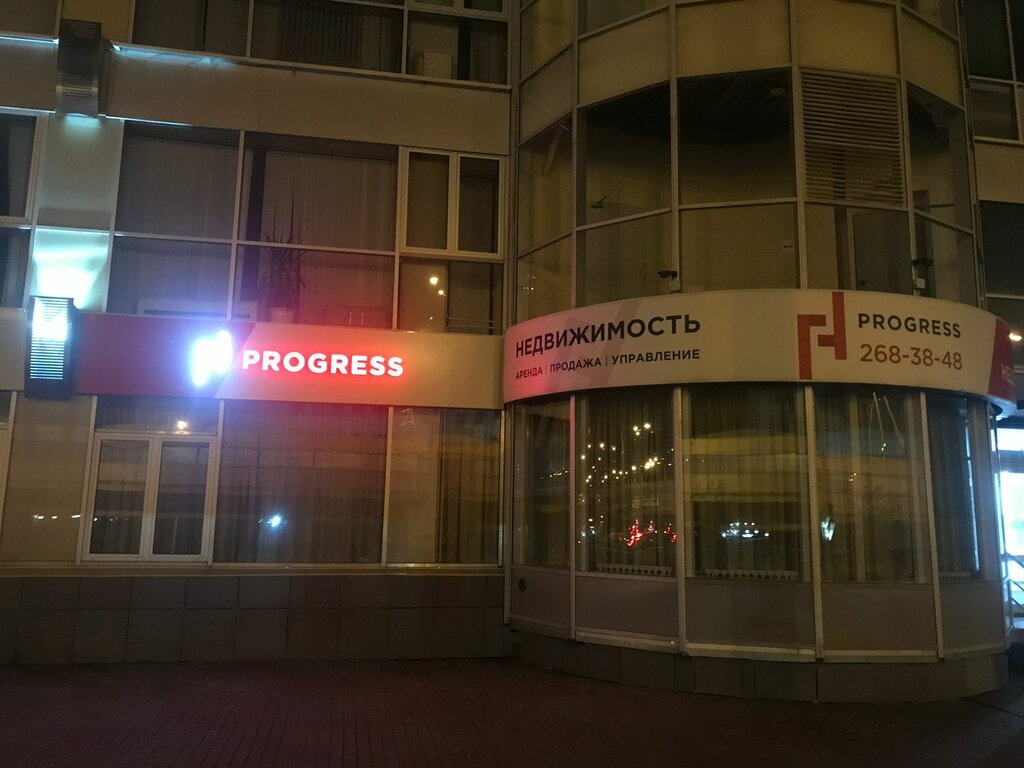 PROGRESS
НЕДВИЖИМОСТЬ
АРЕНДА | ПРОДАЖА | УПРАВЛЕНИЕ
PROGRESS
268-38-48